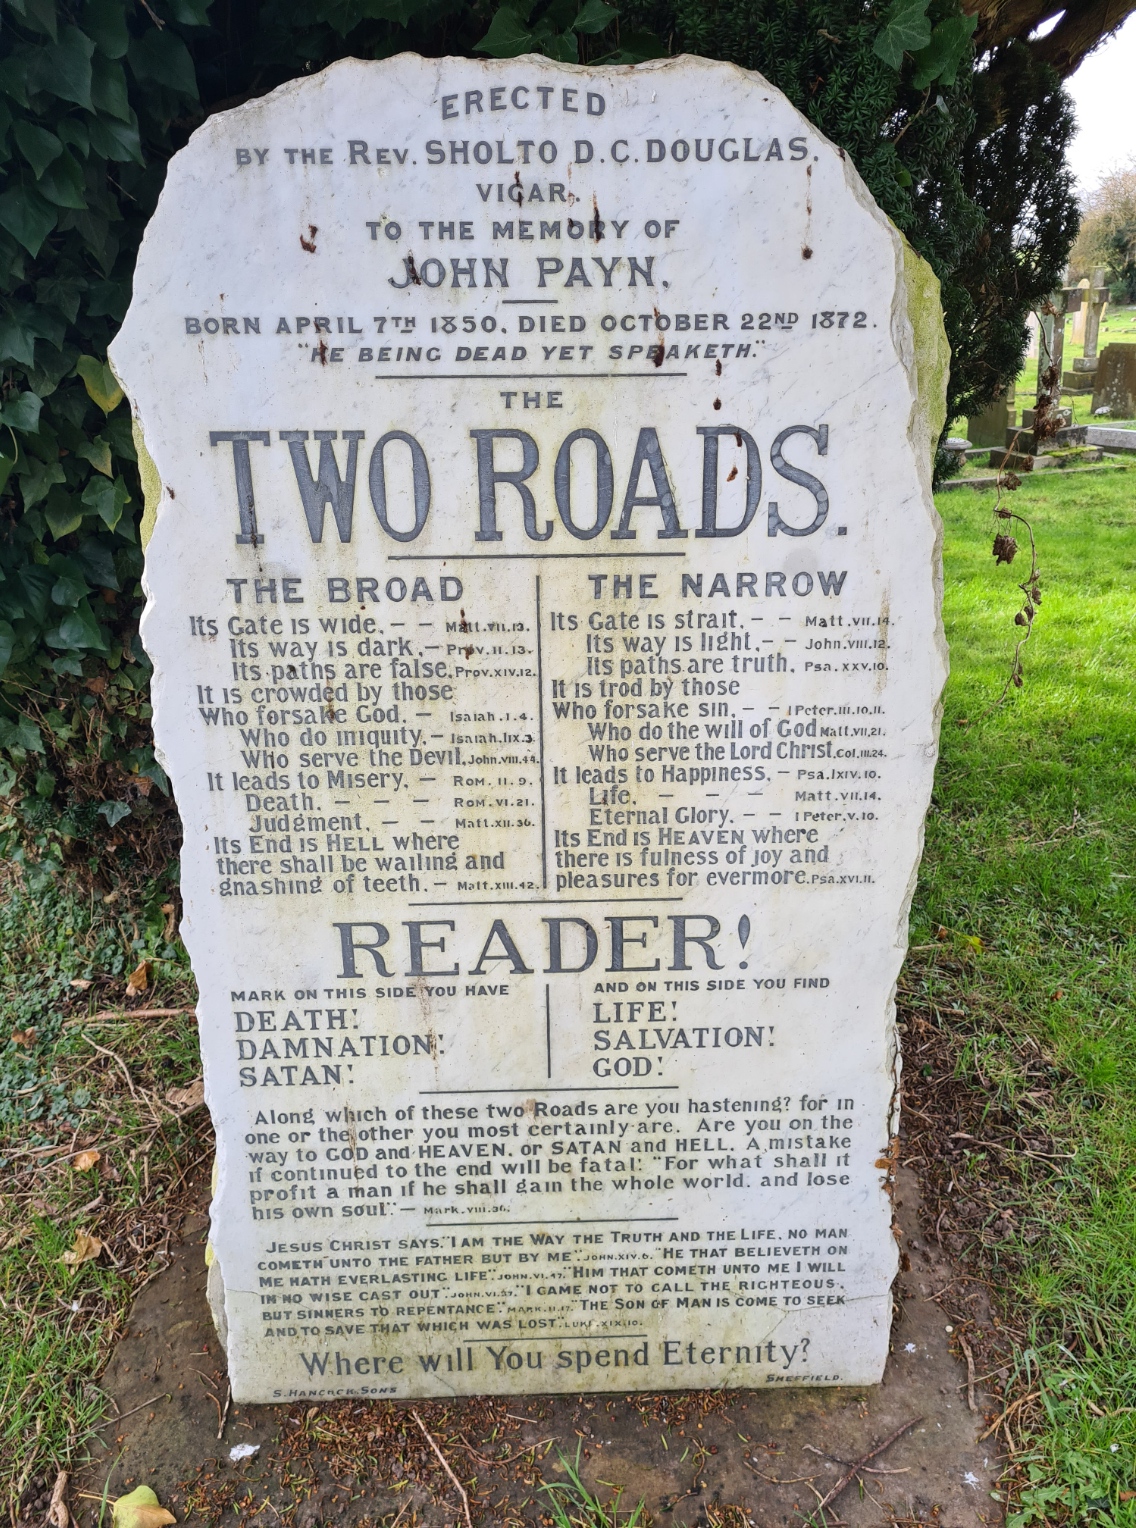 ERECTED
BY THE REV. SHOLTO D.C. DOUGLAS.
VICAR.
TO THE MEMORY OF
JOHN PAYN,
BORN APRIL 7TH 1850, DIED OCTOBER 22ND 1872.
"HE BEING DEAD YET SPEAKETH."
THE
TWO ROADS.
THE BROAD
Its Gate is wide, – – Matt.VII.13.
Its way is dark, – – Prov.II.13.
Its paths are false, Prov.XIV.12.
It is crowded by those
Who forsake God, – Isaiah.I.4.
Who do iniquity, – Isaiah.LIX.3
Who serve the Devil, John.VIII.44.
It leads to Misery, – Rom.II.9.
Death, – – – Rom.VI.21.
Judgment, – – Matt.XII.36.
Its End is HELL where
there shall be wailing and
gnashing of teeth. – Matt.XIII.42.
THE NARROW
Its Gate is strait, – – Matt.VII.14.
Its way is light, – – John.VIII.12.
Its paths are truth, Psa.XXV.10.
It is trod by those
Who forsake sin, – – I Peter.III.10.11.
Who do the will of God Matt.VII.21.
Who serve the Lord Christ. Col.III.24.
It leads to Happiness, – Psa.LXIV.10.
Life, – – – Matt.VII.14.
Eternal Glory, – – I Peter.V.10.
Its End is HEAVEN where
there is fulness of joy and
pleasures for evermore. Psa.XVI.11.
READER!
MARK ON THIS SIDE YOU HAVE
DEATH!
DAMNATION!
SATAN!
AND ON THIS SIDE YOU FIND
LIFE!
SALVATION!
GOD!
Along which of these two Roads are you hastening? for in
one or the other you most certainly are. Are you on the
way to GOD and HEAVEN, or SATAN and HELL. A mistake
if continued to the end will be fatal! "For what shall it
profit a man if he shall gain the whole world, and lose
his own soul". – Mark.VIII.36.
JESUS CHRIST SAYS. "I AM THE WAY THE TRUTH AND THE LIFE, NO MAN
COMETH UNTO THE FATHER BUT BY ME". JOHN.XIV.6. "HE THAT BELIEVETH ON
ME HATH EVERLASTING LIFE". JOHN.VI.47. "HIM THAT COMETH UNTO ME I WILL
IN NO WISE CAST OUT". JOHN.VI.37. "I CAME NOT TO CALL THE RIGHTEOUS,
BUT SINNERS TO REPENTANCE". MARK.II.17. "THE SON OF MAN IS COME TO SEEK
AND TO SAVE THAT WHICH WAS LOST. LUKE.XIX.10.
Where will You spend Eternity?
S. HANCOCK. SONS
SHEFFIELD.